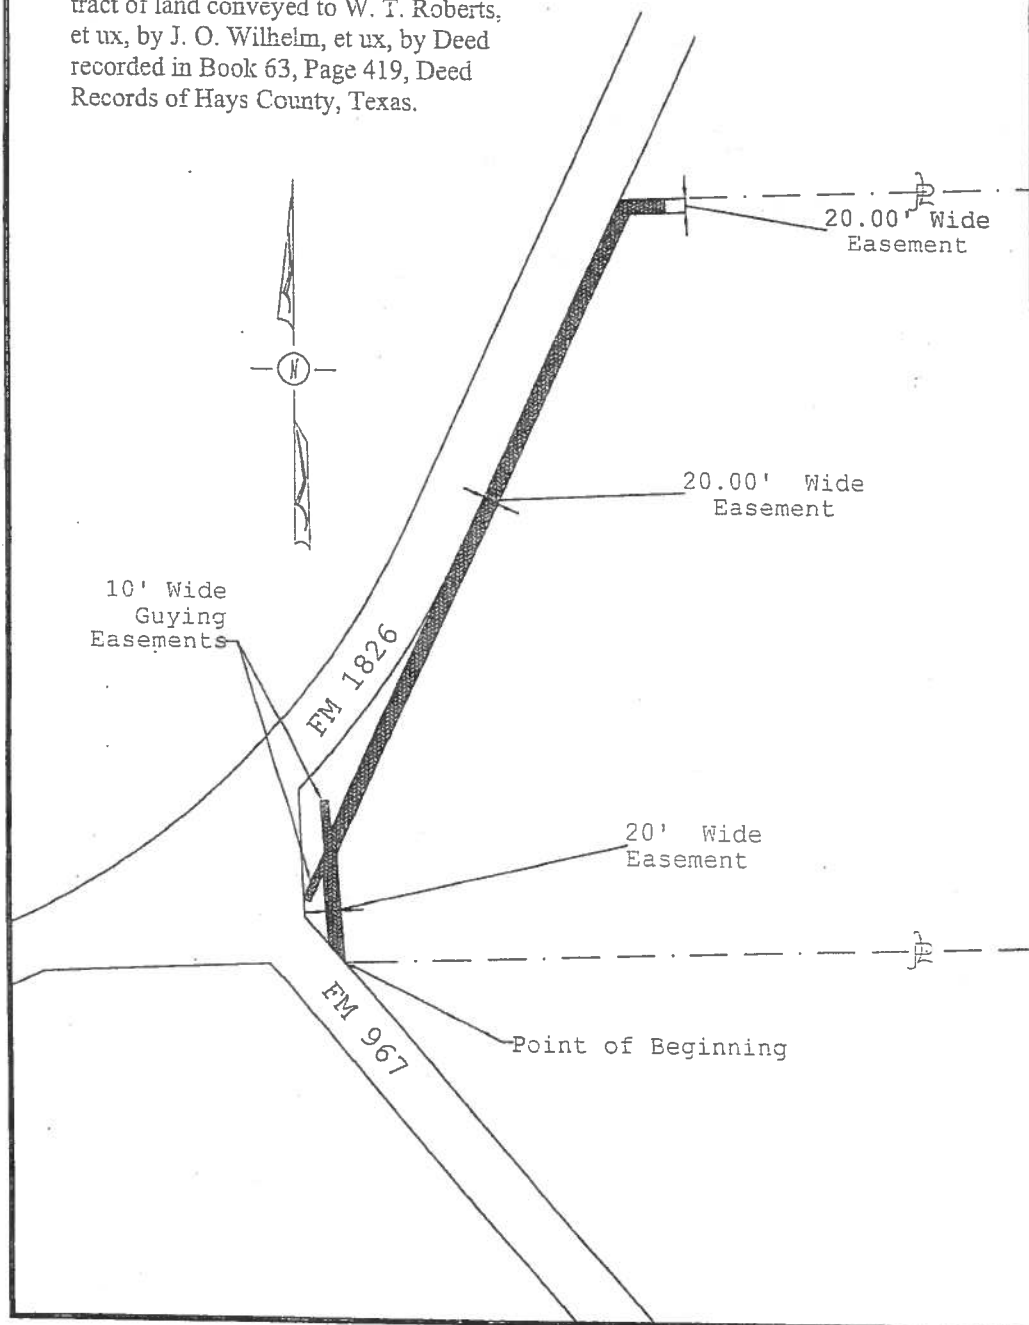 tract of land conveyed to W. T. Roberts,
et ux, by J. O. Wilhelm, et ux, by Deed
recorded in Book 63, Page 419, Deed
Records of Hays County, Texas.
20.00' Wide
Easement
N
20.00' Wide
Easement
10' Wide
Guying
Easements
FM 1826
20' Wide
Easement
FM 967
Point of Beginning